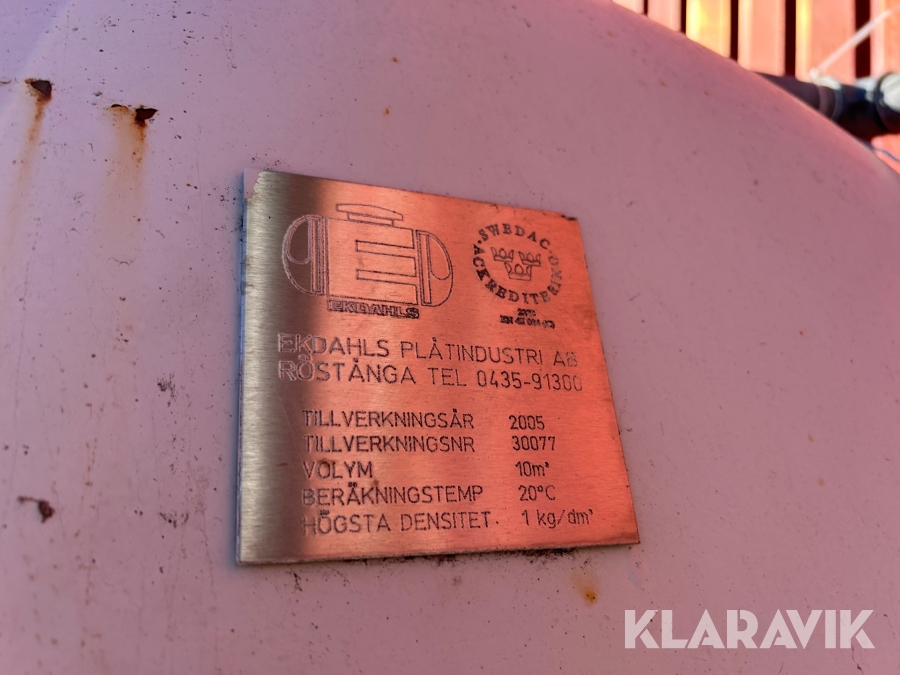 EKDAHLS
SWEDAC
ACKREDITERING
EKDAHLS PLÅTINDUSTRI AB
RÖSTÅNGA TEL 0435-91300
TILLVERKNINGSÅR 2005
TILLVERKNINGSNR 30077
VOLYM 10m³
BERÄKNINGSTEMP 20°C
HÖGSTA DENSITET. 1 kg/dm³
KLARAVIK